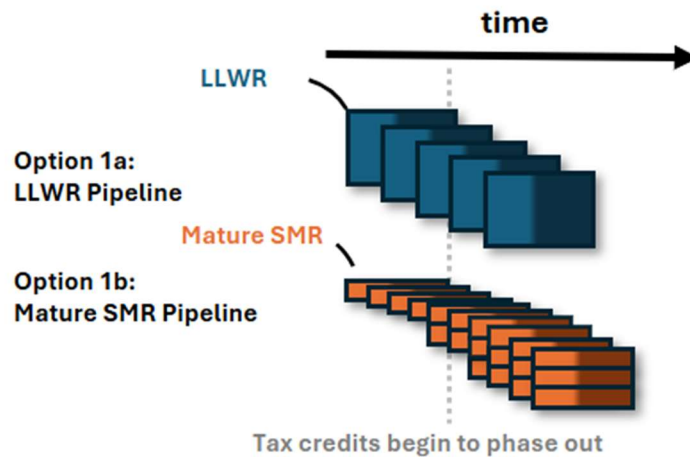 time
LLWR
Option 1a:
LLWR Pipeline
Mature SMR
Option 1b:
Mature SMR Pipeline
Tax credits begin to phase out